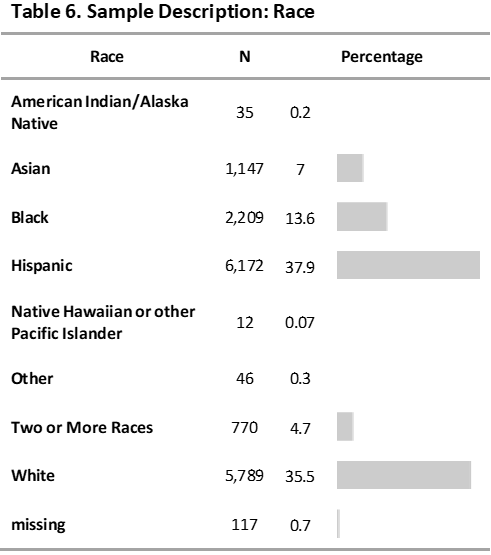 Table 6. Sample Description: Race
Race N Percentage
American Indian/Alaska
Native 35 0.2
Asian 1,147 7
Black 2,209 13.6
Hispanic 6,172 37.9
Native Hawaiian or other
Pacific Islander 12 0.07
Other 46 0.3
Two or More Races 770 4.7
White 5,789 35.5
missing 117 0.7